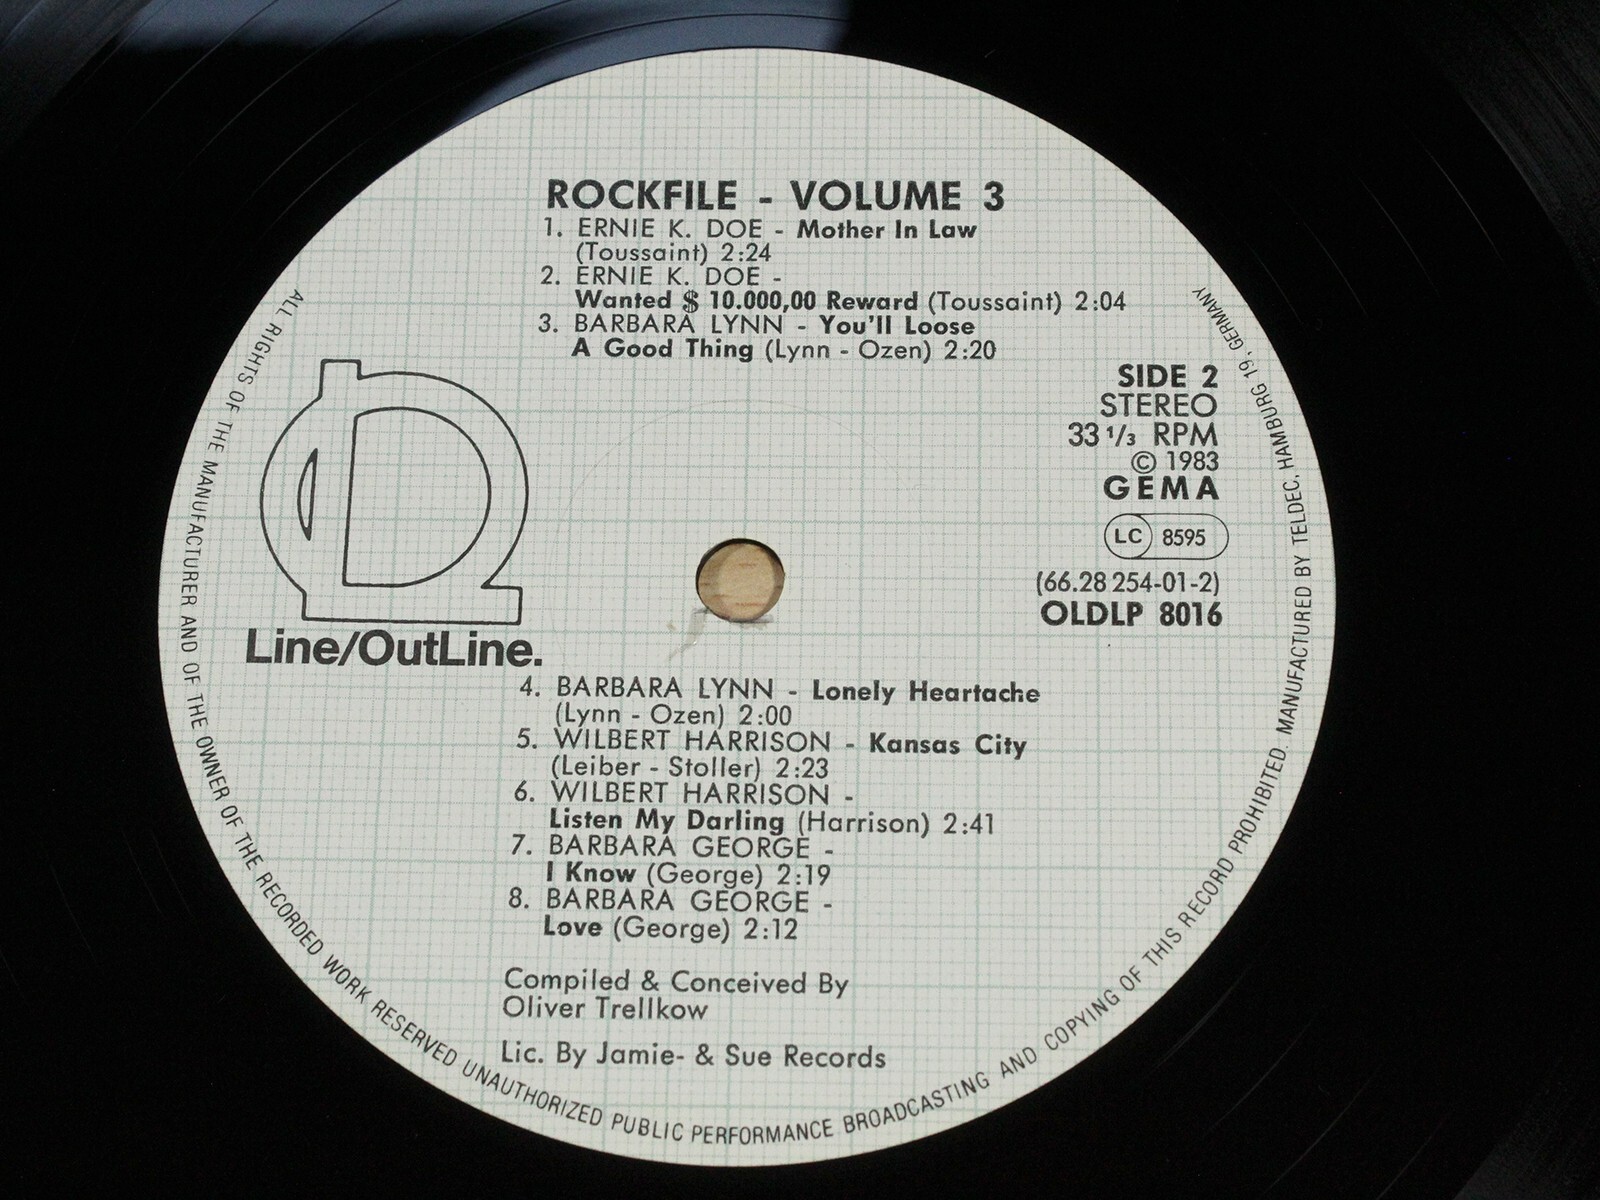 ROCKFILE - VOLUME 3
1. ERNIE K. DOE - Mother In Law
(Toussaint) 2:24
2. ERNIE K. DOE -
Wanted $ 10.000,00 Reward (Toussaint) 2:04
3. BARBARA LYNN - You'll Loose
A Good Thing (Lynn - Ozen) 2:20
SIDE 2
STEREO
33 1/3 RPM
© 1983
GEMA
LC 8595
(66.28 254-01-2)
OLDLP 8016
Line/OutLine.
4. BARBARA LYNN - Lonely Heartache
(Lynn - Ozen) 2:00
5. WILBERT HARRISON - Kansas City
(Leiber - Stoller) 2:23
6. WILBERT HARRISON -
Listen My Darling (Harrison) 2:41
7. BARBARA GEORGE -
I Know (George) 2:19
8. BARBARA GEORGE -
Love (George) 2:12
Compiled & Conceived By
Oliver Trellkow
Lic. By Jamie- & Sue Records
ALL RIGHTS OF THE MANUFACTURER AND OF THE OWNER OF THE RECORDED WORK RESERVED UNAUTHORIZED PUBLIC PERFORMANCE BROADCASTING AND COPYING OF THIS RECORD PROHIBITED. MANUFACTURED BY TELDEC, HAMBURG 19, GERMANY